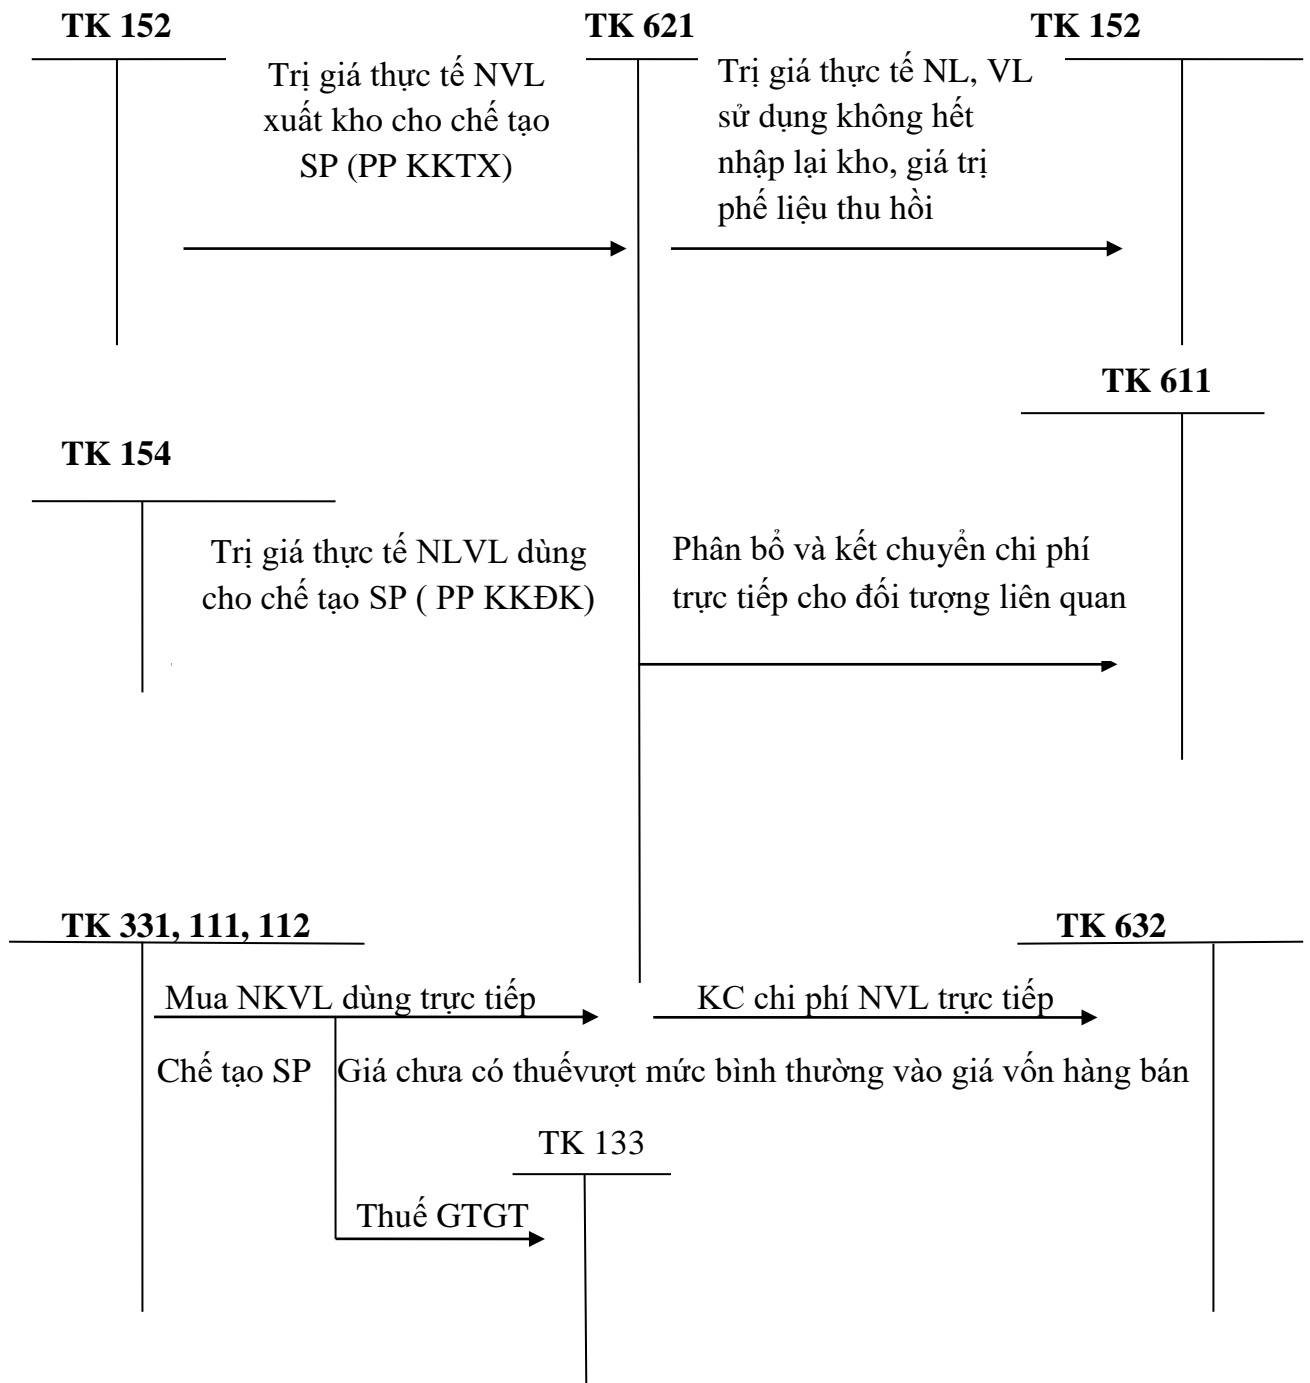 TK 152
TK 621
TK 152
Trị giá thực tế NVL
xuất kho cho chế tạo
SP (PP KKTX)
Trị giá thực tế NL, VL
sử dụng không hết
nhập lại kho, giá trị
phế liệu thu hồi
TK 611
TK 154
Trị giá thực tế NLVL dùng
cho chế tạo SP ( PP KKĐK)
Phân bổ và kết chuyển chi phí
trực tiếp cho đối tượng liên quan
TK 331, 111, 112
TK 632
Mua NKVL dùng trực tiếp
KC chi phí NVL trực tiếp
Chế tạo SP
Giá chưa có thuếvượt mức bình thường vào giá vốn hàng bán
TK 133
Thuế GTGT